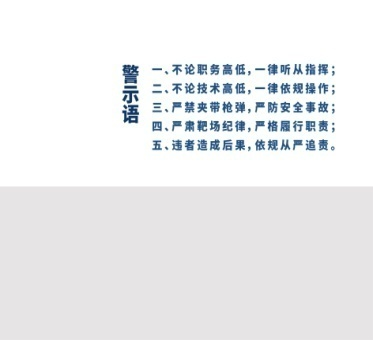 警示语
一、不论职务高低，一律听从指挥；
二、不论技术高低，一律依规操作；
三、严禁夹带枪弹，严防安全事故；
四、严肃靶场纪律，严格履行职责；
五、违者造成后果，依规从严追责。